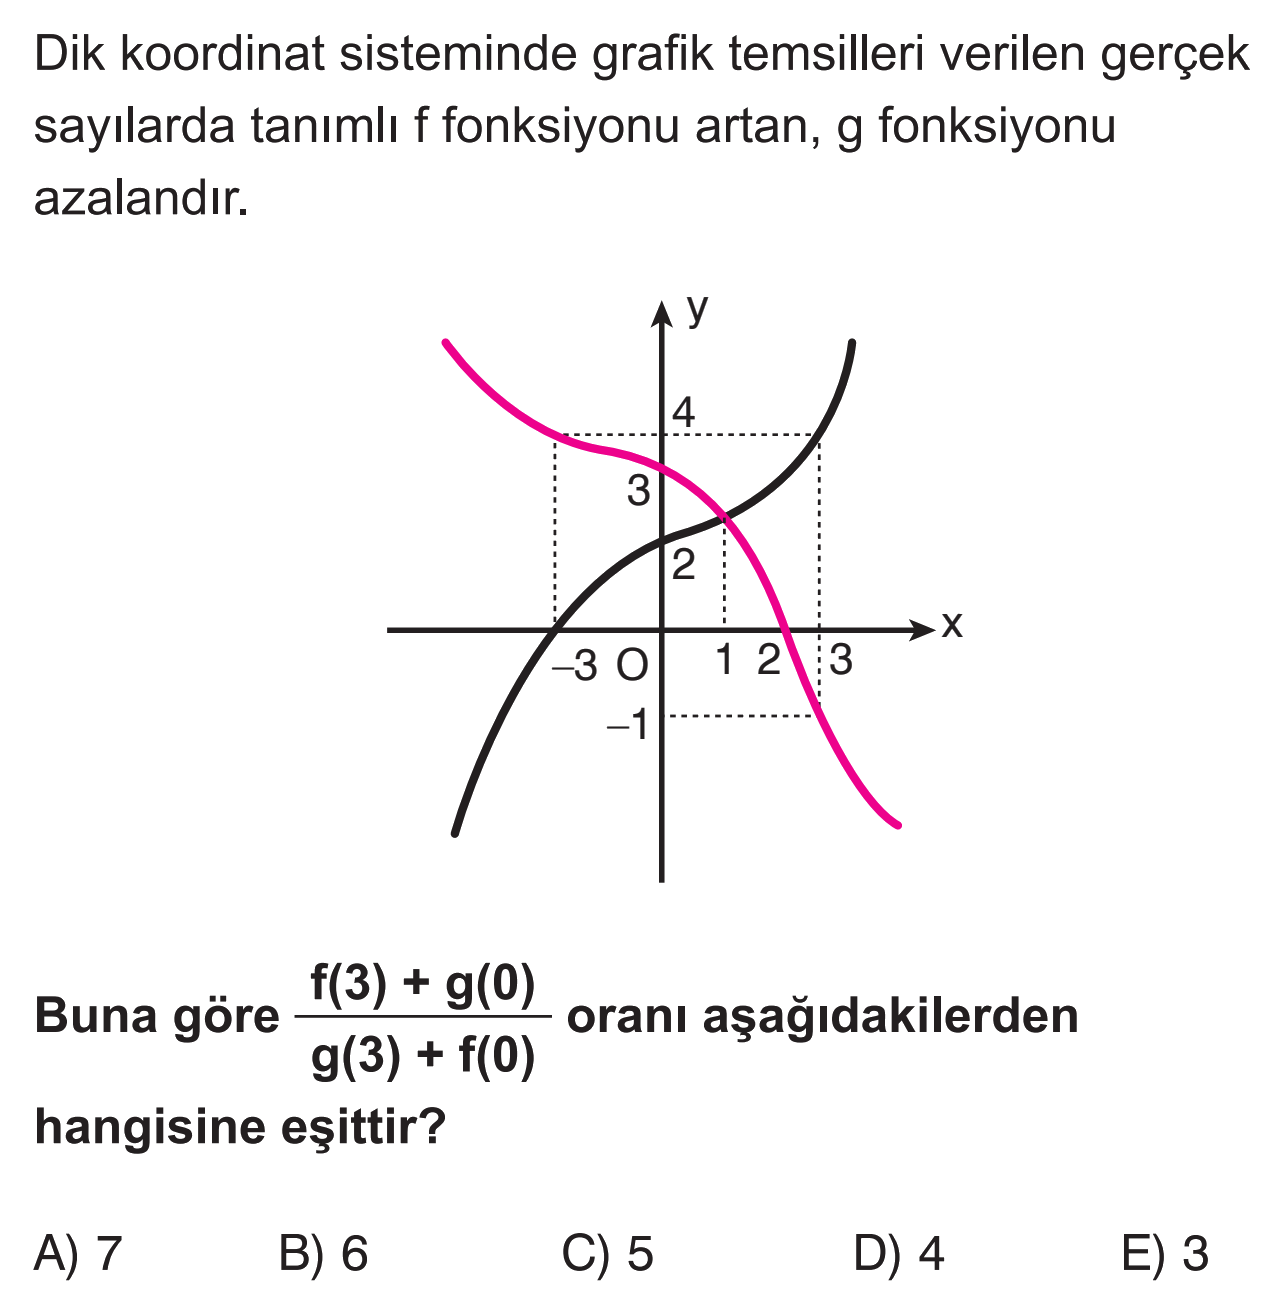 Dik koordinat sisteminde grafik temsilleri verilen gerçek
sayılarda tanımlı f fonksiyonu artan, g fonksiyonu
azalandır.
y
4
3
2
x
–3 O 1 2 3
–1
Buna göre f(3) + g(0) / g(3) + f(0) oranı aşağıdakilerden
hangisine eşittir?
A) 7 B) 6 C) 5 D) 4 E) 3